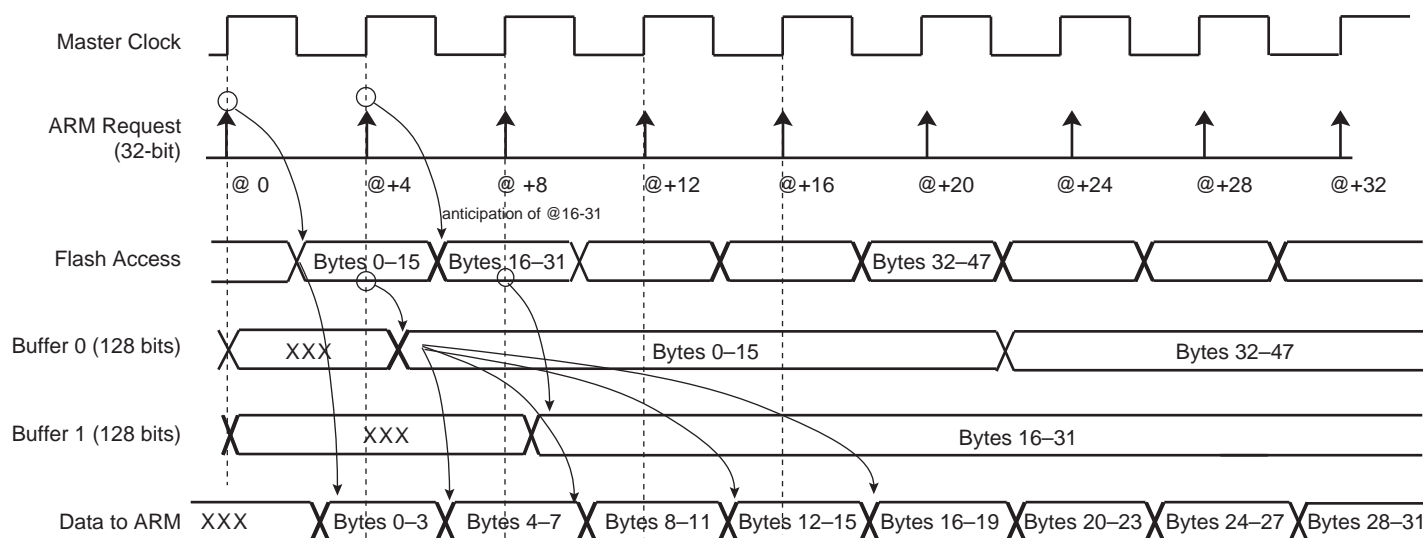 Master Clock
ARM Request
(32-bit)
@ 0 @+4 @ +8 @+12 @+16 @+20 @+24 @+28 @+32
anticipation of @16-31
Flash Access Bytes 0–15 Bytes 16–31 Bytes 32–47
Buffer 0 (128 bits) XXX Bytes 0–15 Bytes 32–47
Buffer 1 (128 bits) XXX Bytes 16–31
Data to ARM XXX Bytes 0–3 Bytes 4–7 Bytes 8–11 Bytes 12–15 Bytes 16–19 Bytes 20–23 Bytes 24–27 Bytes 28–31